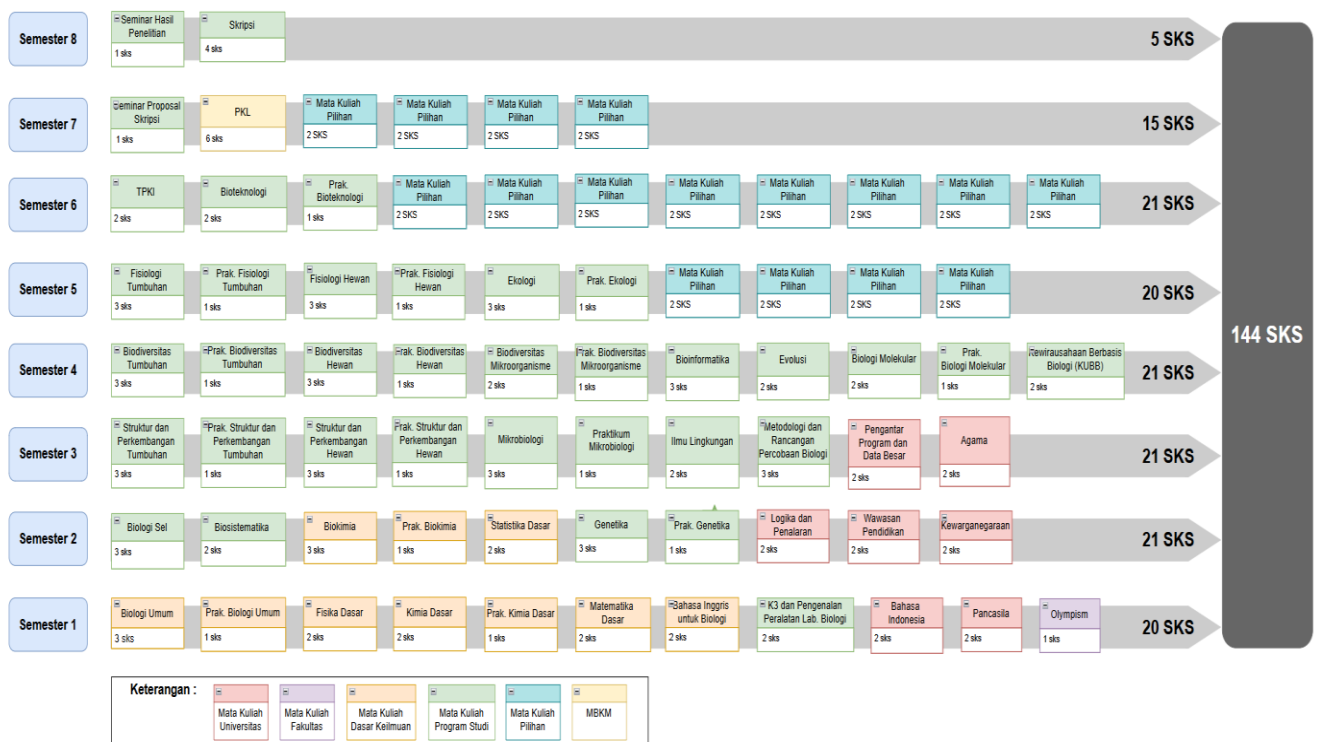 Semester 8
Seminar Hasil
Penelitian
1 sks
Skripsi
4 sks
5 SKS
Semester 7
Seminar Proposal
Skripsi
1 sks
PKL
6 sks
Mata Kuliah
Pilihan
2 SKS
Mata Kuliah
Pilihan
2 SKS
Mata Kuliah
Pilihan
2 SKS
Mata Kuliah
Pilihan
2 SKS
15 SKS
Semester 6
TPKI
2 sks
Bioteknologi
2 sks
Prak.
Bioteknologi
1 sks
Mata Kuliah
Pilihan
2 SKS
Mata Kuliah
Pilihan
2 SKS
Mata Kuliah
Pilihan
2 SKS
Mata Kuliah
Pilihan
2 SKS
Mata Kuliah
Pilihan
2 SKS
Mata Kuliah
Pilihan
2 SKS
Mata Kuliah
Pilihan
2 SKS
Mata Kuliah
Pilihan
2 SKS
21 SKS
Semester 5
Fisiologi
Tumbuhan
3 sks
Prak. Fisiologi
Tumbuhan
1 sks
Fisiologi Hewan
3 sks
Prak. Fisiologi
Hewan
1 sks
Ekologi
3 sks
Prak. Ekologi
1 sks
Mata Kuliah
Pilihan
2 SKS
Mata Kuliah
Pilihan
2 SKS
Mata Kuliah
Pilihan
2 SKS
Mata Kuliah
Pilihan
2 SKS
20 SKS
144 SKS
Semester 4
Biodiversitas
Tumbuhan
3 sks
Prak. Biodiversitas
Tumbuhan
1 sks
Biodiversitas
Hewan
3 sks
Prak. Biodiversitas
Hewan
1 sks
Biodiversitas
Mikroorganisme
2 sks
Prak. Biodiversitas
Mikroorganisme
1 sks
Bioinformatika
3 sks
Evolusi
2 sks
Biologi Molekular
2 sks
Prak.
Biologi Molekular
1 sks
Kewirausahaan Berbasis
Biologi (KUBB)
2 sks
21 SKS
Semester 3
Struktur dan
Perkembangan
Tumbuhan
3 sks
Prak. Struktur dan
Perkembangan
Tumbuhan
1 sks
Struktur dan
Perkembangan
Hewan
3 sks
Prak. Struktur dan
Perkembangan
Hewan
1 sks
Mikrobiologi
3 sks
Praktikum
Mikrobiologi
1 sks
Ilmu Lingkungan
2 sks
Metodologi dan
Rancangan
Percobaan Biologi
3 sks
Pengantar
Program dan
Data Besar
2 sks
Agama
2 sks
21 SKS
Semester 2
Biologi Sel
3 sks
Biosistematika
2 sks
Biokimia
3 sks
Prak. Biokimia
1 sks
Statistika Dasar
2 sks
Genetika
3 sks
Prak. Genetika
1 sks
Logika dan
Penalaran
2 sks
Wawasan
Pendidikan
2 sks
Kewarganegaraan
2 sks
21 SKS
Semester 1
Biologi Umum
3 sks
Prak. Biologi Umum
1 sks
Fisika Dasar
2 sks
Kimia Dasar
2 sks
Prak. Kimia Dasar
1 sks
Matematika
Dasar
2 sks
Bahasa Inggris
untuk Biologi
2 sks
K3 dan Pengenalan
Peralatan Lab. Biologi
2 sks
Bahasa
Indonesia
2 sks
Pancasila
2 sks
Olympism
1 sks
20 SKS
Keterangan :
Mata Kuliah
Universitas
Mata Kuliah
Fakultas
Mata Kuliah
Dasar Keilmuan
Mata Kuliah
Program Studi
Mata Kuliah
Pilihan
MBKM